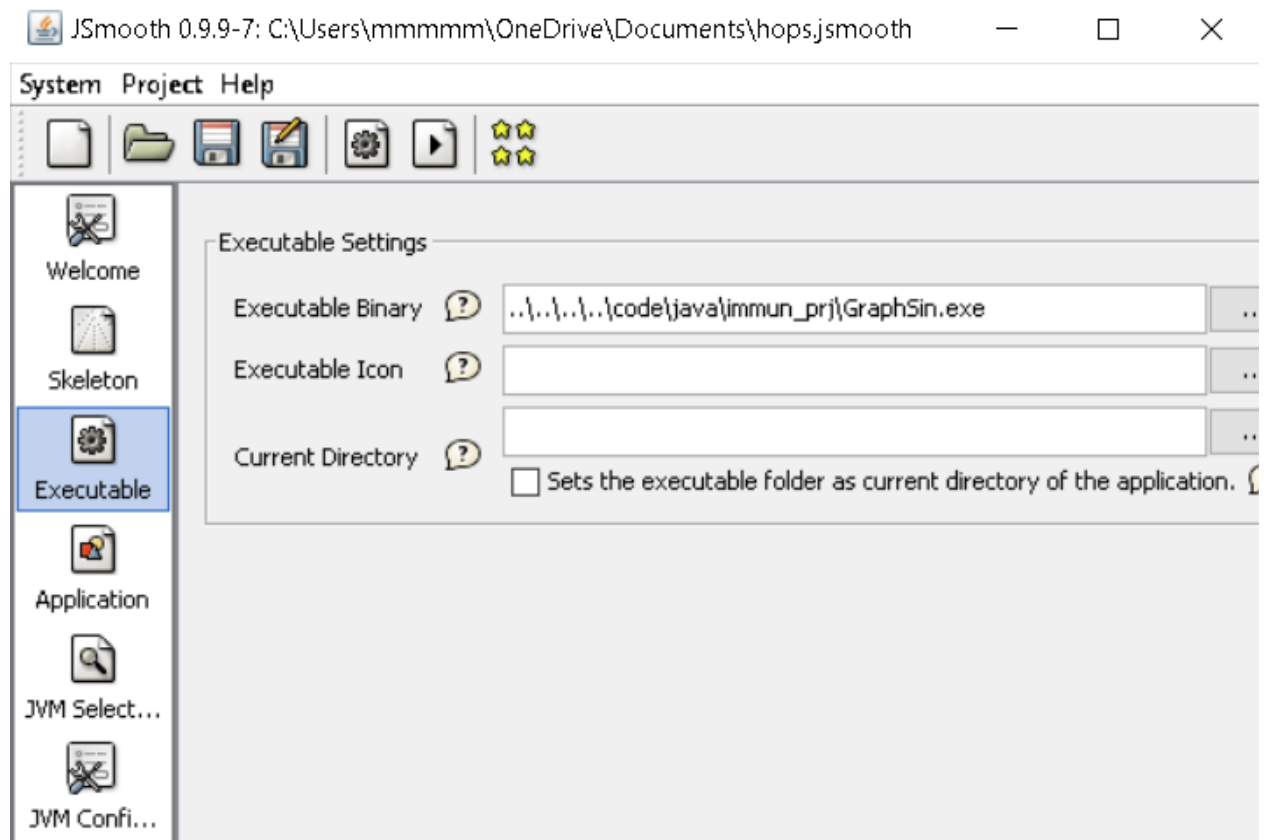 JSmooth 0.9.9-7: C:\Users\mmmmm\OneDrive\Documents\hops.jsmooth
System Project Help
Welcome
Skeleton
Executable
Application
JVM Select...
JVM Confi...
Executable Settings
Executable Binary ? ..\..\..\..\code\java\immun_prj\GraphSin.exe ..
Executable Icon ? ..
Current Directory ? ..
Sets the executable folder as current directory of the application.